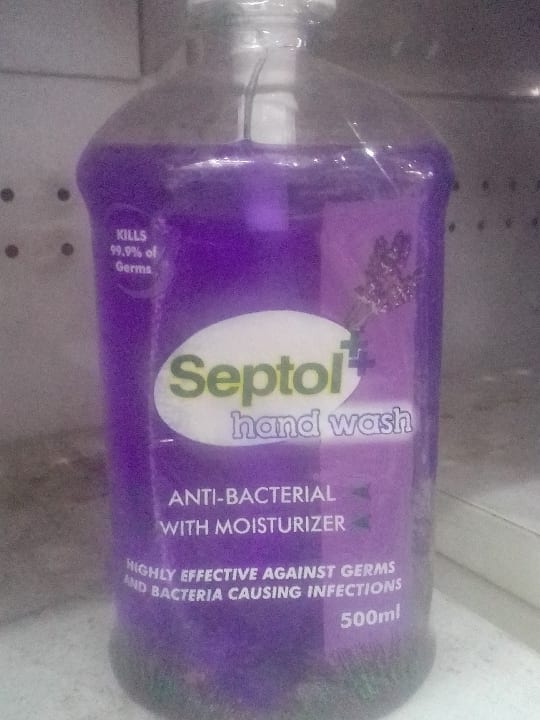 KILLS
99.9% of
Germs
Septol
hand wash
ANTI-BACTERIAL
WITH MOISTURIZER
HIGHLY EFFECTIVE AGAINST GERMS
AND BACTERIA CAUSING INFECTIONS
500ml